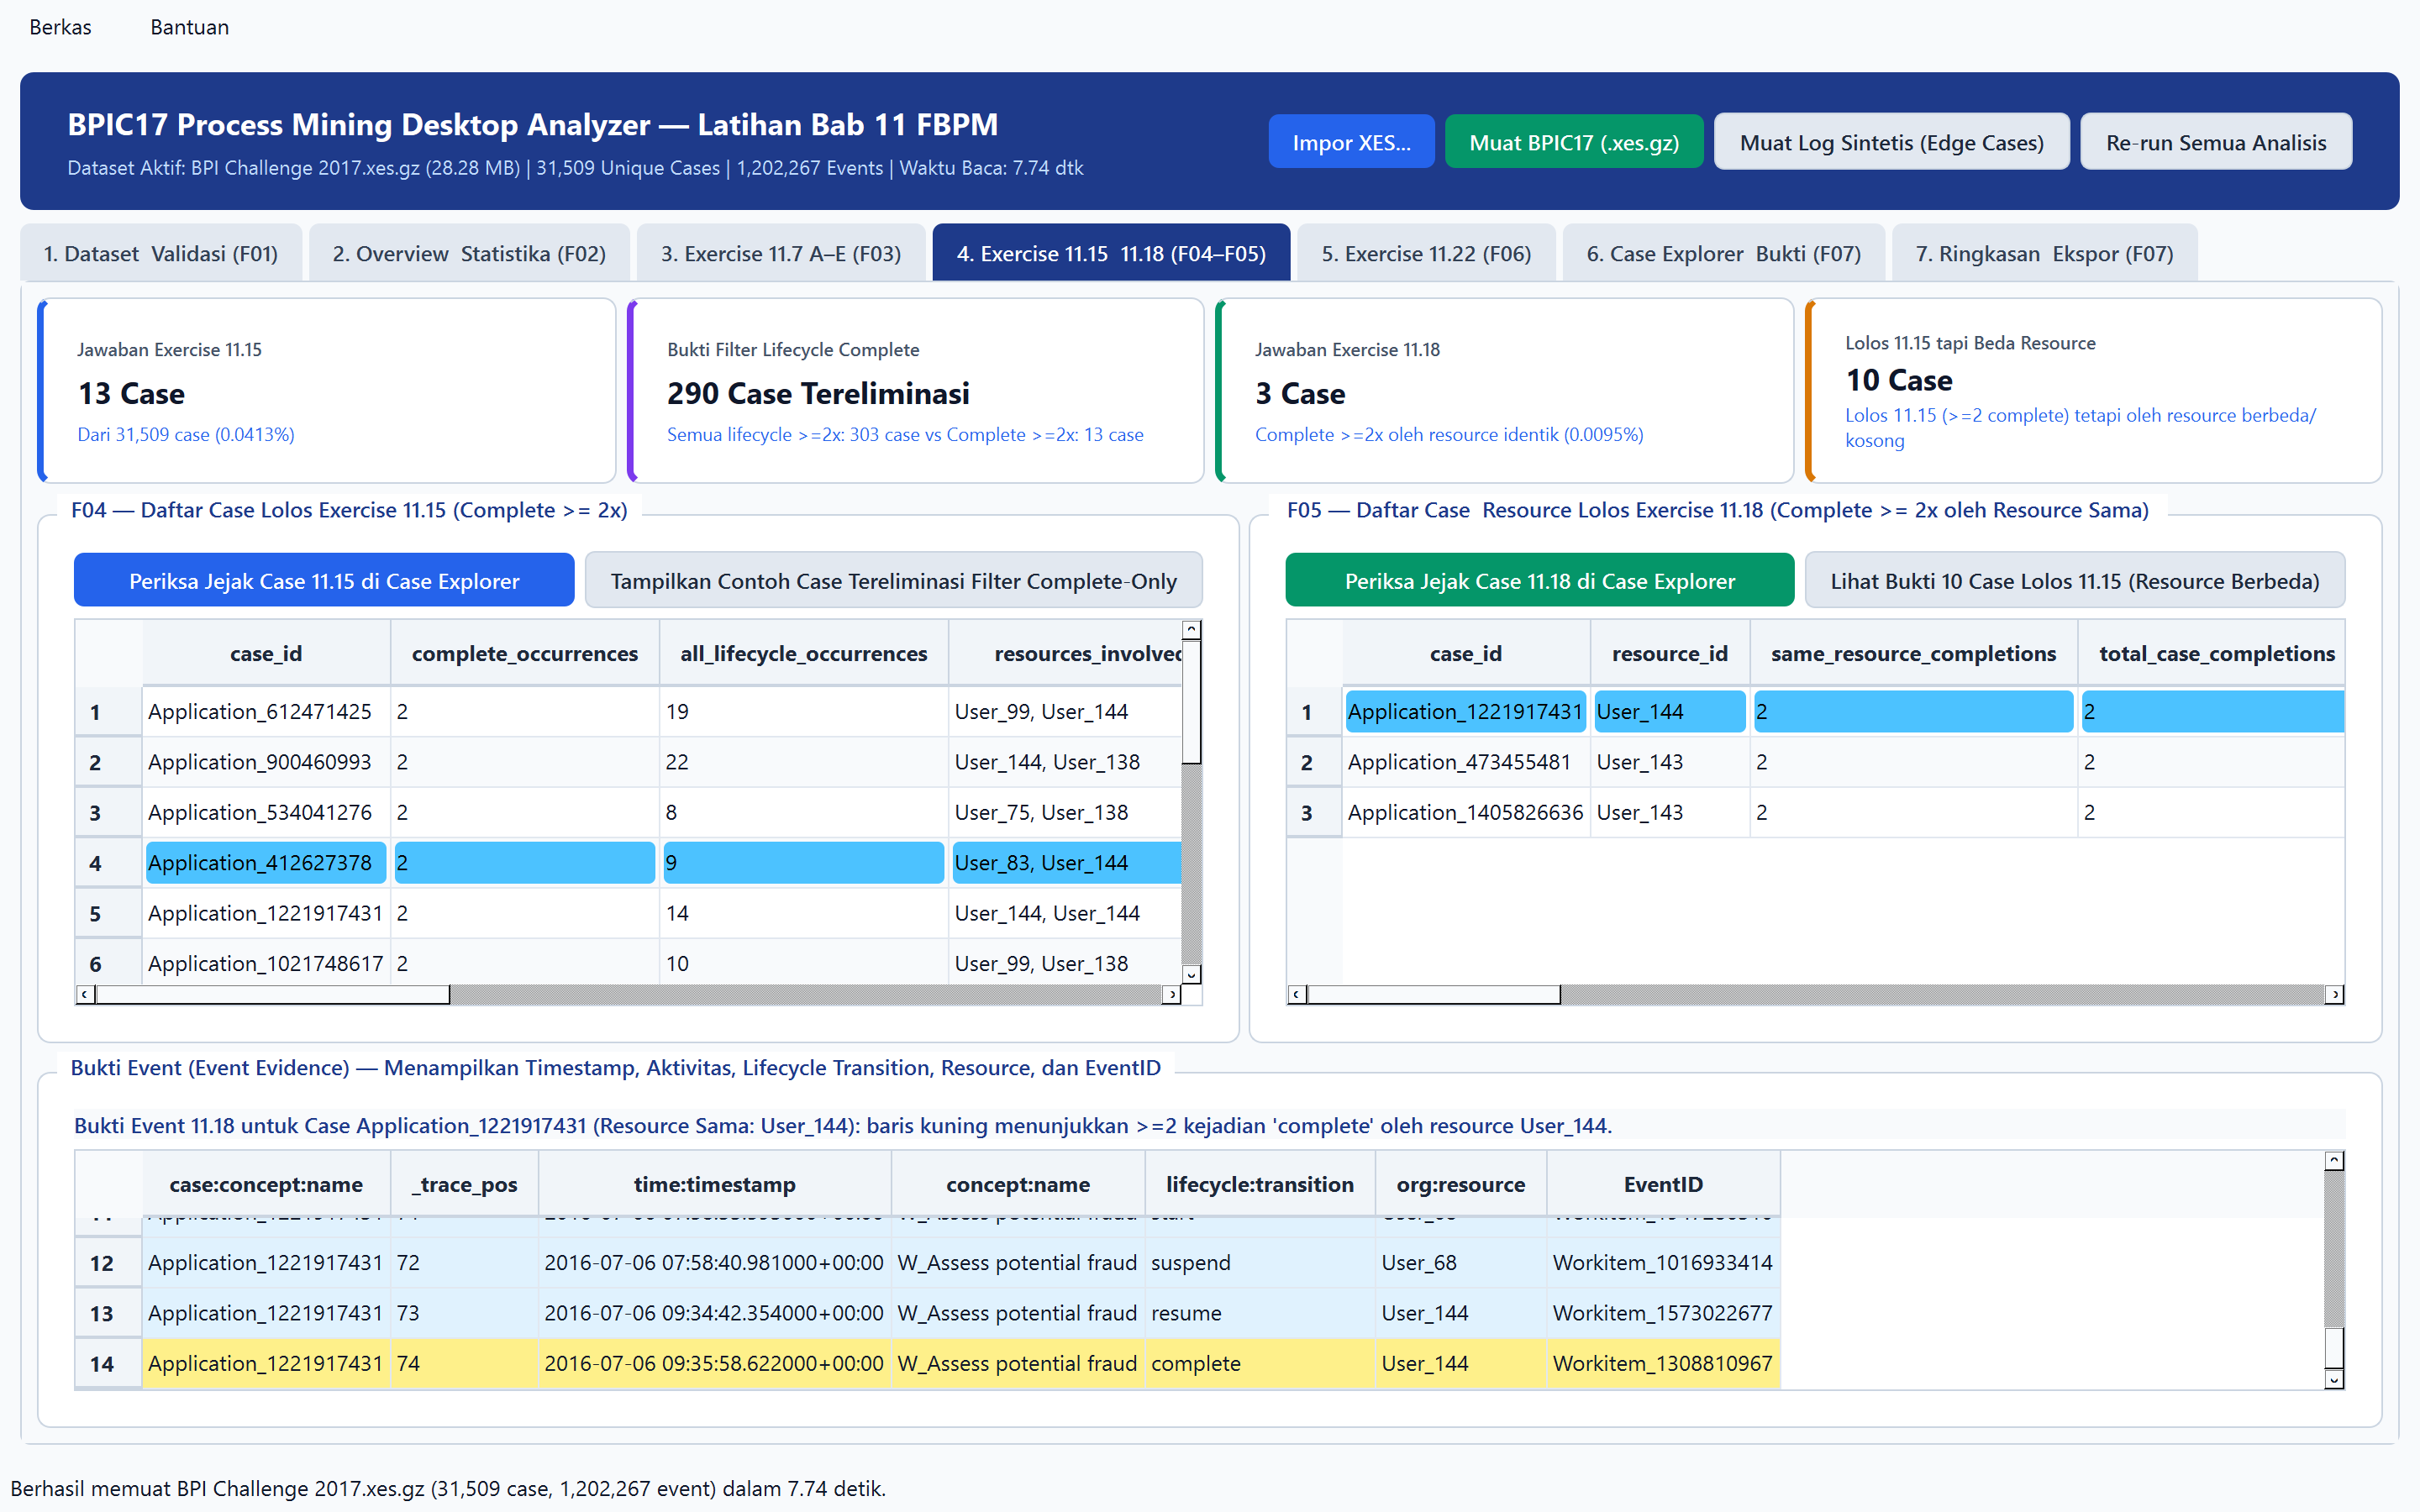 Berkas Bantuan
BPIC17 Process Mining Desktop Analyzer — Latihan Bab 11 FBPM
Dataset Aktif: BPI Challenge 2017.xes.gz (28.28 MB) | 31,509 Unique Cases | 1,202,267 Events | Waktu Baca: 7.74 dtk
Impor XES... Muat BPIC17 (.xes.gz) Muat Log Sintetis (Edge Cases) Re-run Semua Analisis
1. Dataset Validasi (F01) 2. Overview Statistika (F02) 3. Exercise 11.7 A–E (F03) 4. Exercise 11.15 11.18 (F04–F05) 5. Exercise 11.22 (F06) 6. Case Explorer Bukti (F07) 7. Ringkasan Ekspor (F07)
Jawaban Exercise 11.15
13 Case
Dari 31,509 case (0.0413%)
Bukti Filter Lifecycle Complete
290 Case Tereliminasi
Semua lifecycle >=2x: 303 case vs Complete >=2x: 13 case
Jawaban Exercise 11.18
3 Case
Complete >=2x oleh resource identik (0.0095%)
Lolos 11.15 tapi Beda Resource
10 Case
Lolos 11.15 (>=2 complete) tetapi oleh resource berbeda/
kosong
F04 — Daftar Case Lolos Exercise 11.15 (Complete >= 2x)
Periksa Jejak Case 11.15 di Case Explorer Tampilkan Contoh Case Tereliminasi Filter Complete-Only
case_id complete_occurrences all_lifecycle_occurrences resources_involved
1 Application_612471425 2 19 User_99, User_144
2 Application_900460993 2 22 User_144, User_138
3 Application_534041276 2 8 User_75, User_138
4 Application_412627378 2 9 User_83, User_144
5 Application_1221917431 2 14 User_144, User_144
6 Application_1021748617 2 10 User_99, User_138
F05 — Daftar Case Resource Lolos Exercise 11.18 (Complete >= 2x oleh Resource Sama)
Periksa Jejak Case 11.18 di Case Explorer Lihat Bukti 10 Case Lolos 11.15 (Resource Berbeda)
case_id resource_id same_resource_completions total_case_completions
1 Application_1221917431 User_144 2 2
2 Application_473455481 User_143 2 2
3 Application_1405826636 User_143 2 2
Bukti Event (Event Evidence) — Menampilkan Timestamp, Aktivitas, Lifecycle Transition, Resource, dan EventID
Bukti Event 11.18 untuk Case Application_1221917431 (Resource Sama: User_144): baris kuning menunjukkan >=2 kejadian 'complete' oleh resource User_144.
case:concept:name _trace_pos time:timestamp concept:name lifecycle:transition org:resource EventID
12 Application_1221917431 72 2016-07-06 07:58:40.981000+00:00 W_Assess potential fraud suspend User_68 Workitem_1016933414
13 Application_1221917431 73 2016-07-06 09:34:42.354000+00:00 W_Assess potential fraud resume User_144 Workitem_1573022677
14 Application_1221917431 74 2016-07-06 09:35:58.622000+00:00 W_Assess potential fraud complete User_144 Workitem_1308810967
Berhasil memuat BPI Challenge 2017.xes.gz (31,509 case, 1,202,267 event) dalam 7.74 detik.